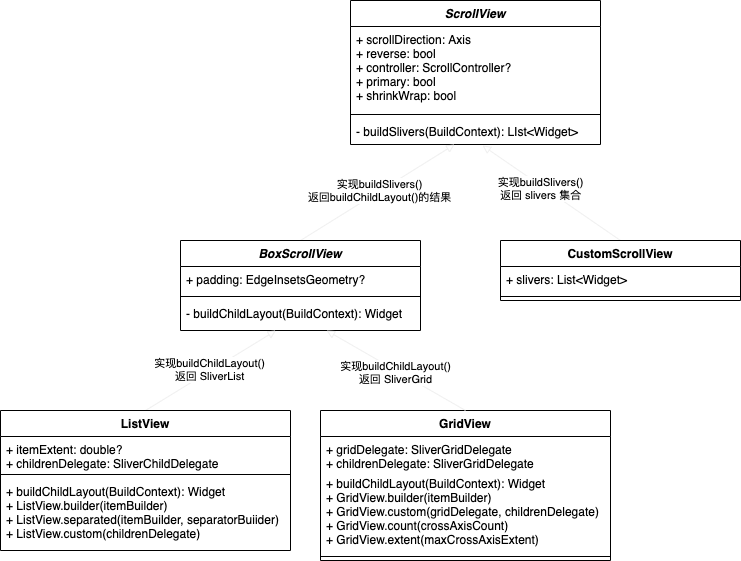 ScrollView
+ scrollDirection: Axis
+ reverse: bool
+ controller: ScrollController?
+ primary: bool
+ shrinkWrap: bool
- buildSlivers(BuildContext): LIst<Widget>
实现buildSlivers()
返回buildChildLayout()的结果
实现buildSlivers()
返回 slivers 集合
BoxScrollView
+ padding: EdgeInsetsGeometry?
- buildChildLayout(BuildContext): Widget
CustomScrollView
+ slivers: List<Widget>
实现buildChildLayout()
返回 SliverList
实现buildChildLayout()
返回 SliverGrid
ListView
+ itemExtent: double?
+ childrenDelegate: SliverChildDelegate
+ buildChildLayout(BuildContext): Widget
+ ListView.builder(itemBuilder)
+ ListView.separated(itemBuilder, separatorBuiider)
+ ListView.custom(childrenDelegate)
GridView
+ gridDelegate: SliverGridDelegate
+ childrenDelegate: SliverGridDelegate
+ buildChildLayout(BuildContext): Widget
+ GridView.builder(itemBuilder)
+ GridView.custom(gridDelegate, childrenDelegate)
+ GridView.count(crossAxisCount)
+ GridView.extent(maxCrossAxisExtent)